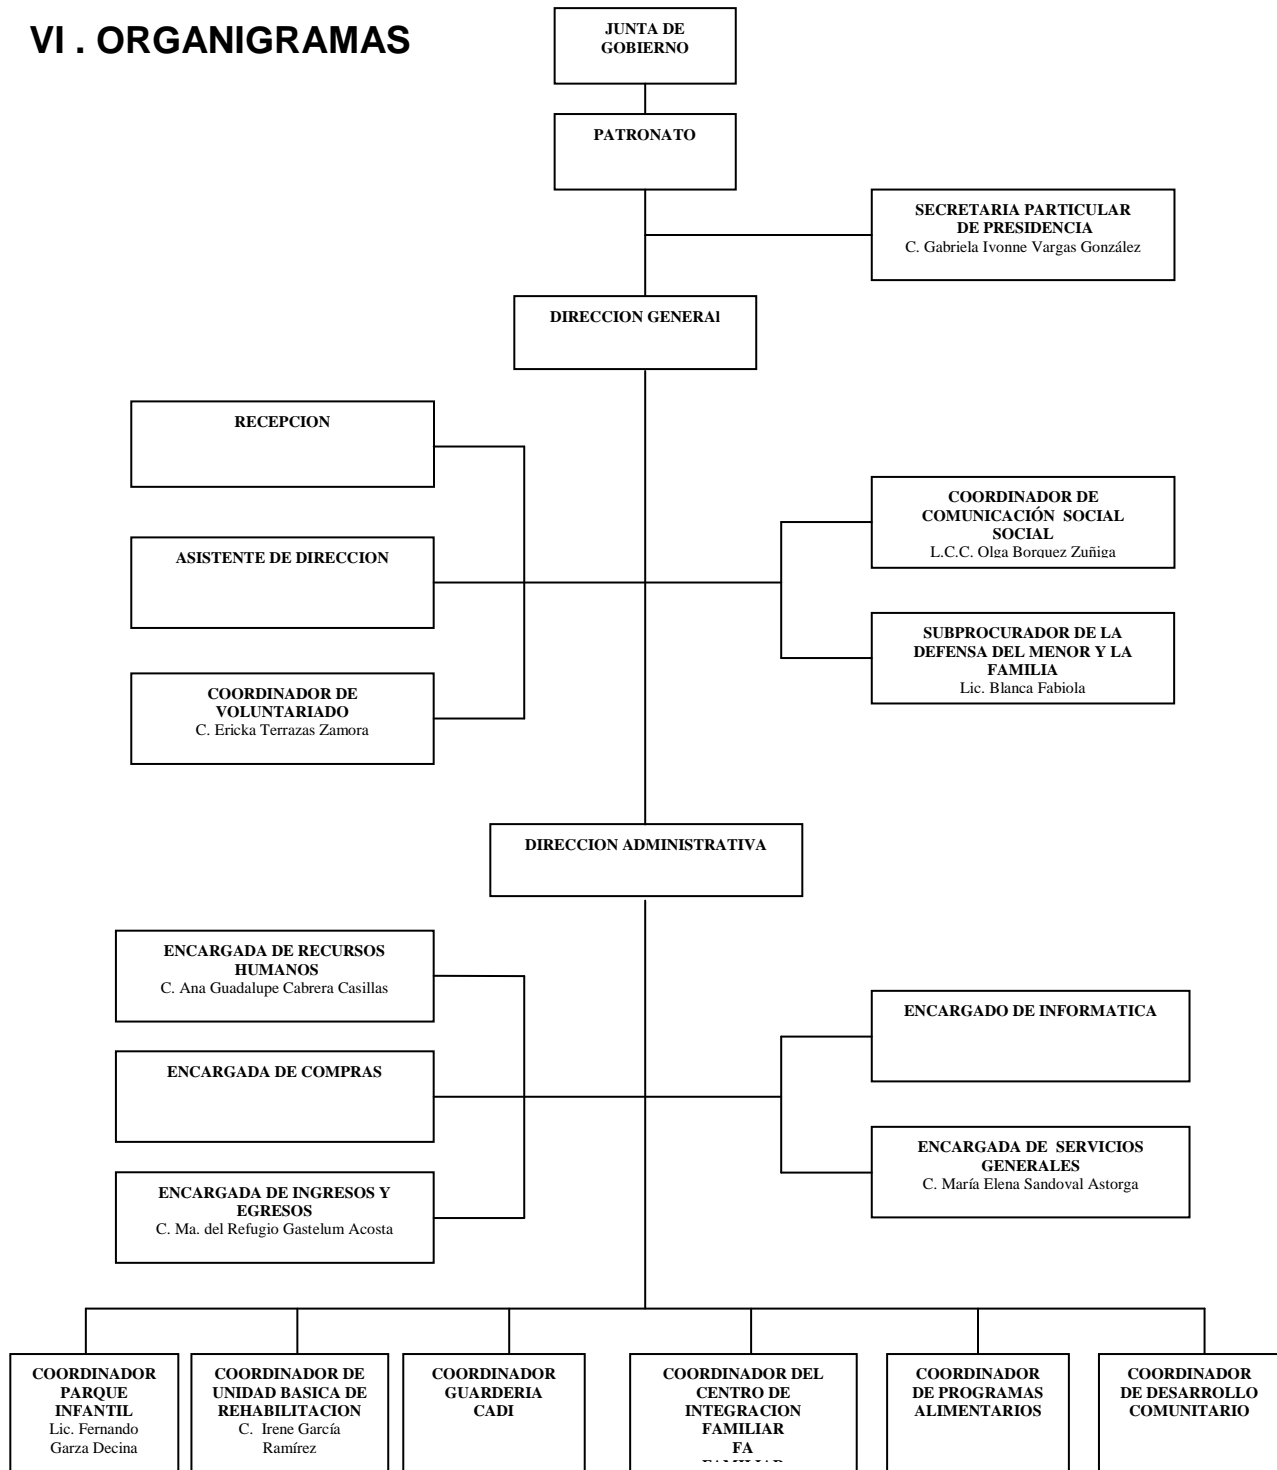 VI . ORGANIGRAMAS
JUNTA DE
GOBIERNO
PATRONATO
SECRETARIA PARTICULAR
DE PRESIDENCIA
C. Gabriela Ivonne Vargas González
DIRECCION GENERAl
RECEPCION
ASISTENTE DE DIRECCION
COORDINADOR DE
VOLUNTARIADO
C. Ericka Terrazas Zamora
COORDINADOR DE
COMUNICACIÓN SOCIAL
SOCIAL
L.C.C. Olga Borquez Zuñiga
SUBPROCURADOR DE LA
DEFENSA DEL MENOR Y LA
FAMILIA
Lic. Blanca Fabiola
DIRECCION ADMINISTRATIVA
ENCARGADA DE RECURSOS
HUMANOS
C. Ana Guadalupe Cabrera Casillas
ENCARGADA DE COMPRAS
ENCARGADA DE INGRESOS Y
EGRESOS
C. Ma. del Refugio Gastelum Acosta
ENCARGADO DE INFORMATICA
ENCARGADA DE SERVICIOS
GENERALES
C. María Elena Sandoval Astorga
COORDINADOR
PARQUE
INFANTIL
Lic. Fernando
Garza Decina
COORDINADOR DE
UNIDAD BASICA DE
REHABILITACION
C. Irene García
Ramírez
COORDINADOR
GUARDERIA
CADI
COORDINADOR DEL
CENTRO DE
INTEGRACION
FAMILIAR
FA
FAMILIAR
COORDINADOR
DE PROGRAMAS
ALIMENTARIOS
COORDINADOR
DE DESARROLLO
COMUNITARIO